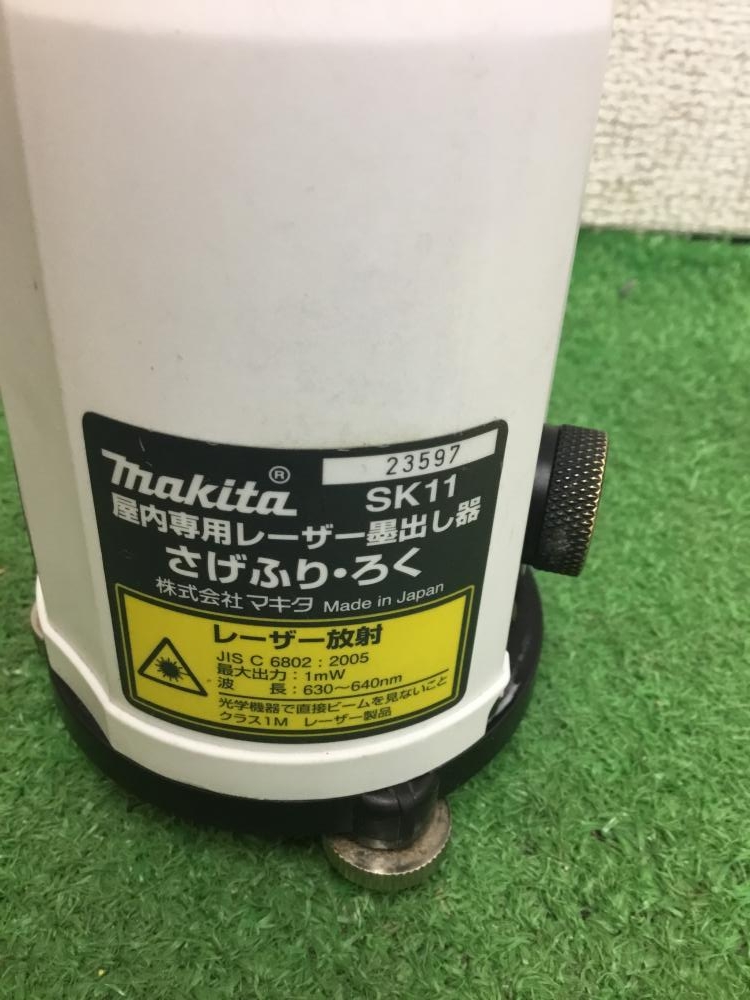 makita®
23597
SK11
屋内専用レーザー墨出し器
さげふり・ろく
株式会社 マキタ Made in Japan
レーザー放射
JIS C 6802 : 2005
最大出力 : 1mW
波 長 : 630~640nm
光学機器で直接ビームを見ないこと
クラス1M レーザー製品